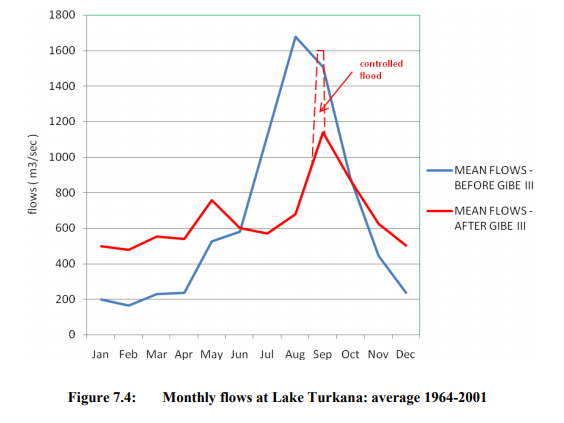 1800
1600
1400
1200
1000
800
600
400
200
0
flows ( m3/sec )
controlled
flood
MEAN FLOWS -
BEFORE GIBE III
MEAN FLOWS -
AFTER GIBE III
Jan Feb Mar Apr May Jun Jul Aug Sep Oct Nov Dec
Figure 7.4: Monthly flows at Lake Turkana: average 1964-2001